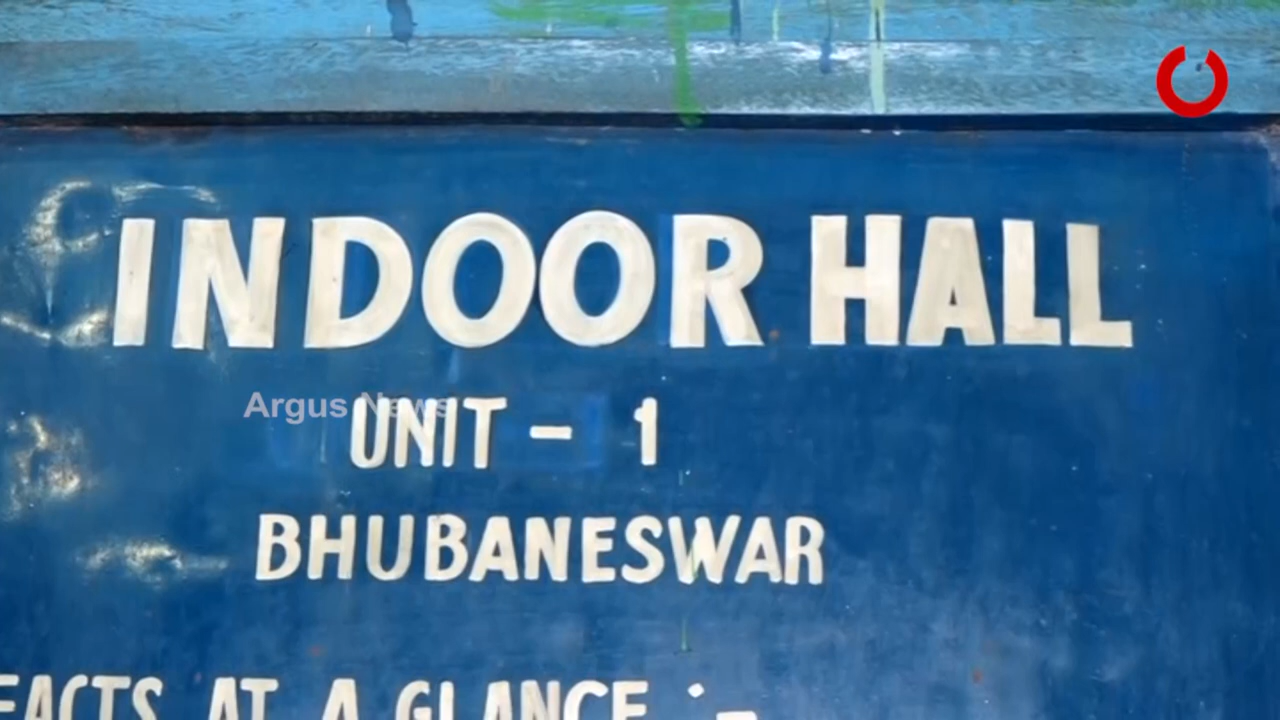 INDOOR HALL
Argus News
UNIT - 1
BHUBANESWAR
FACTS AT A GLANCE :-